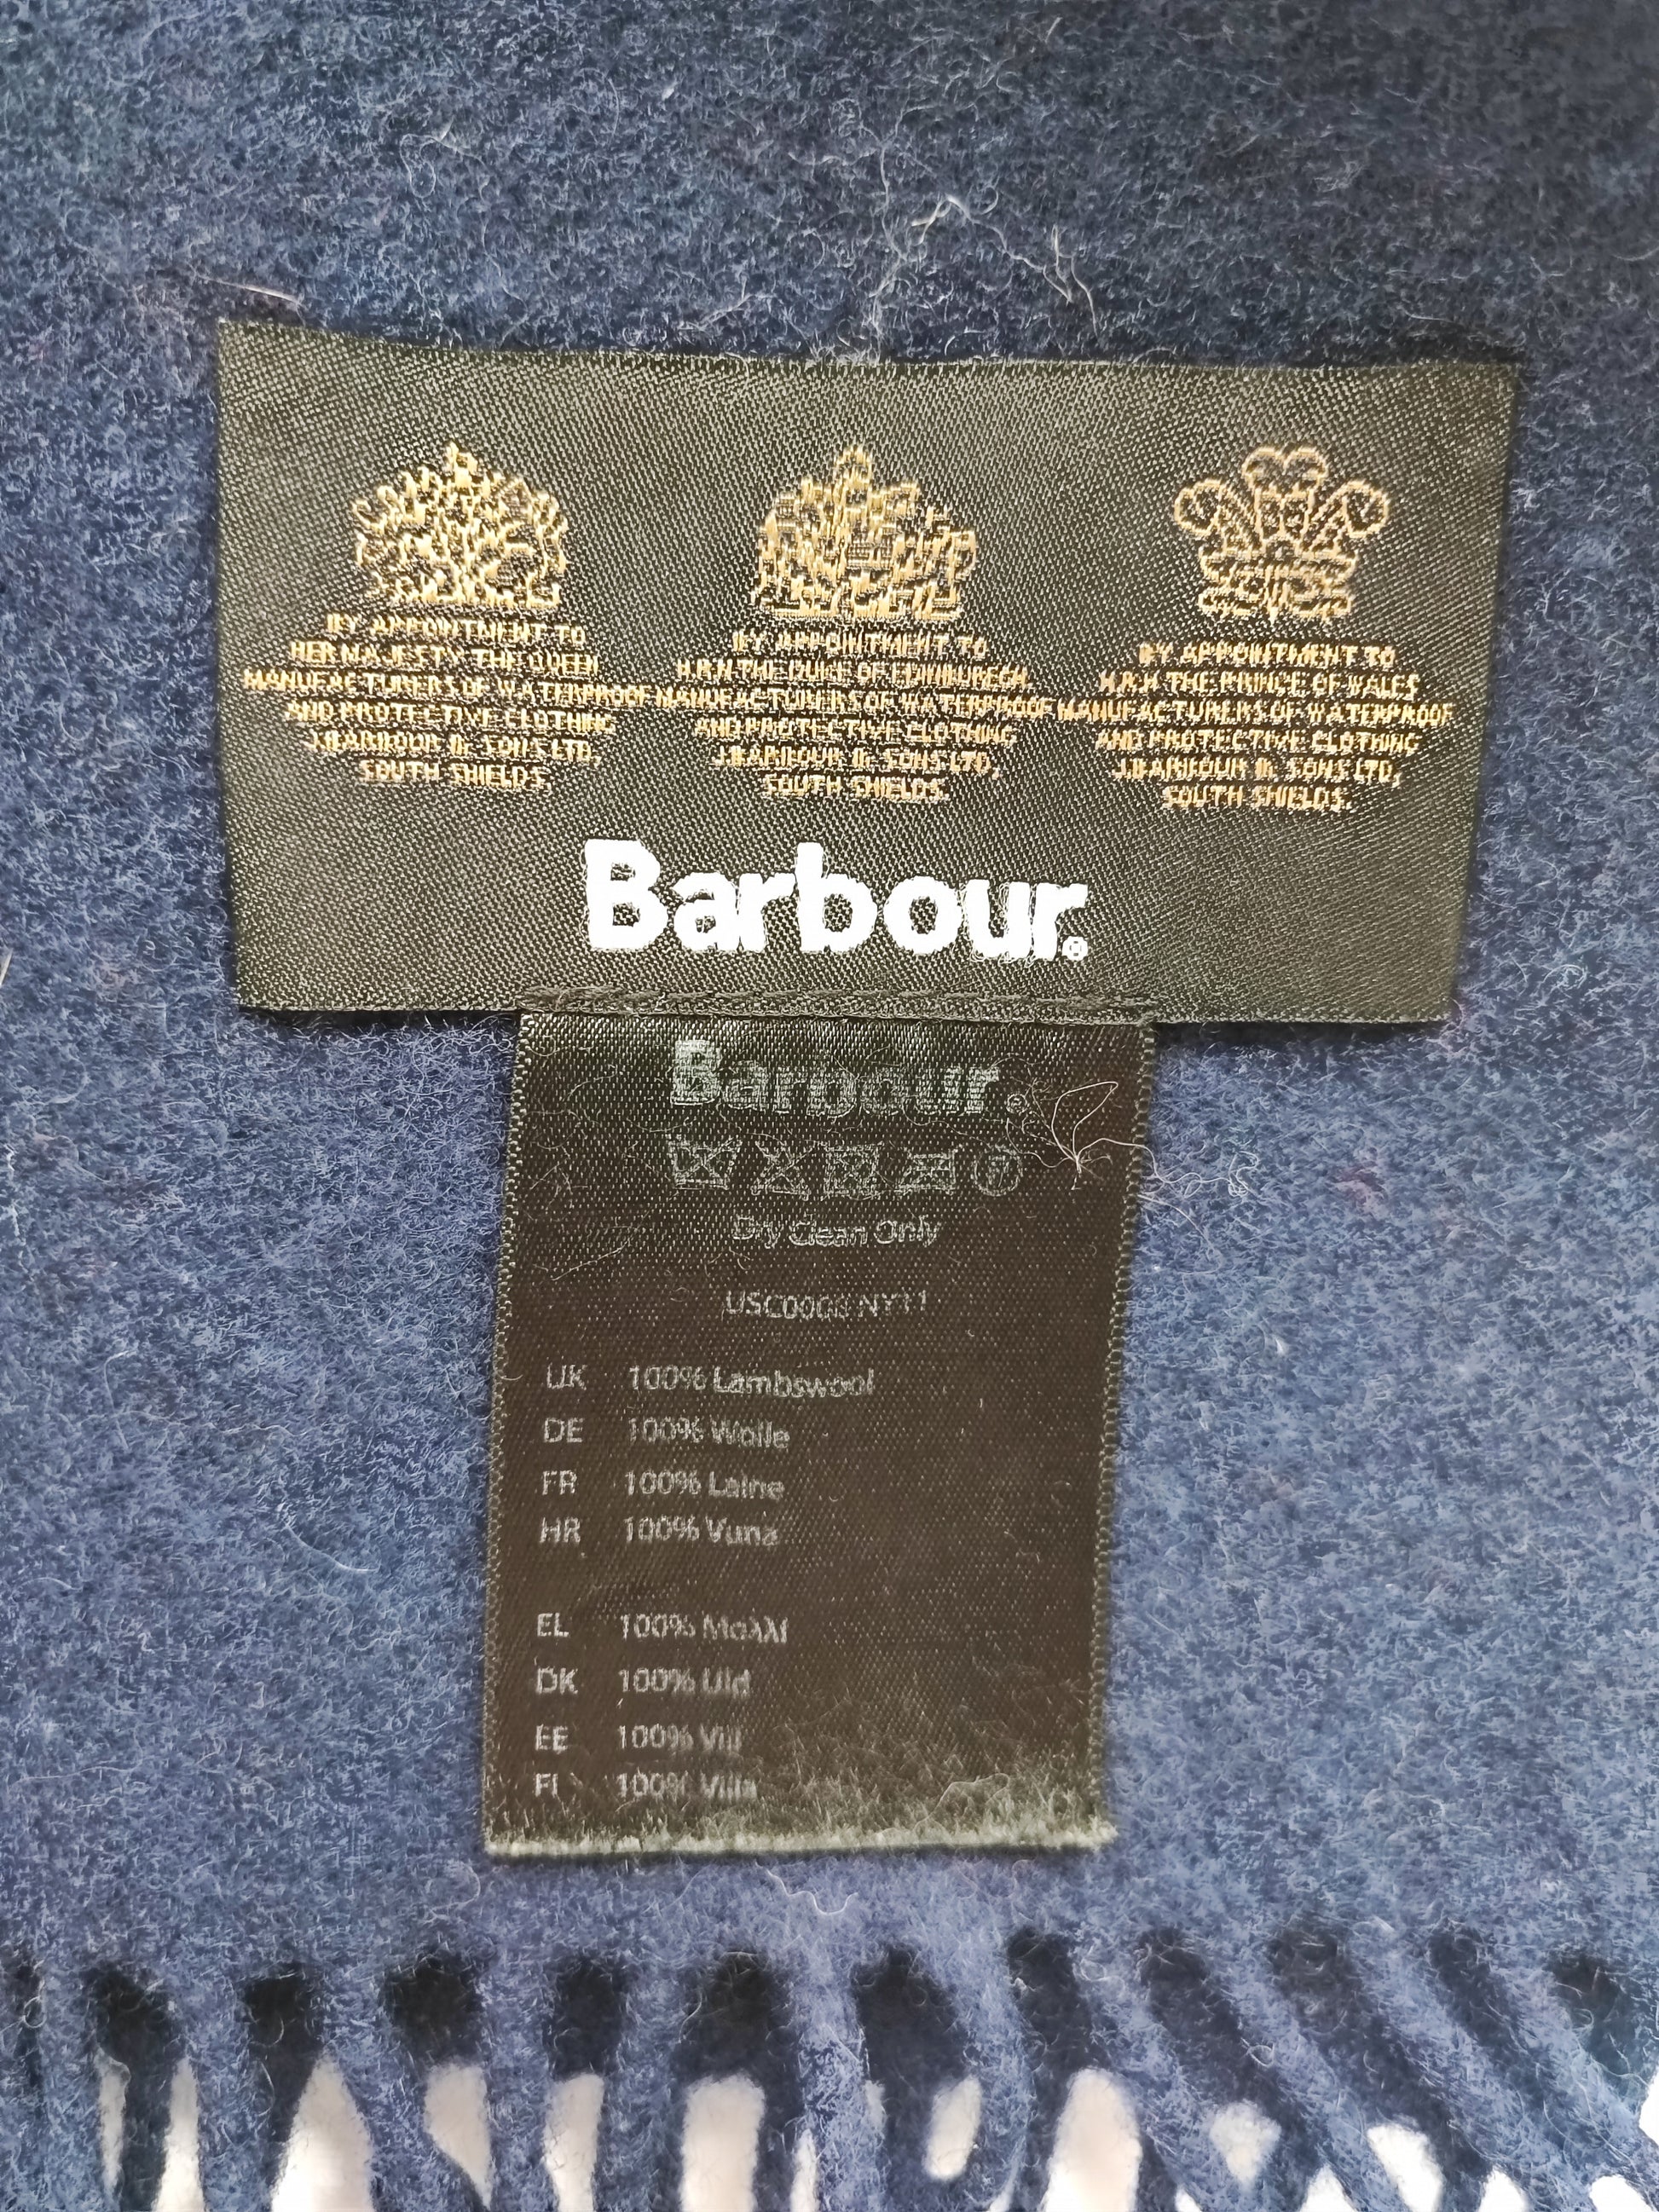 BY APPOINTMENT TO
HER MAJESTY THE QUEEN
MANUFACTURERS OF WATERPROOF
AND PROTECTIVE CLOTHING
J.BARBOUR & SONS LTD,
SOUTH SHIELDS,
BY APPOINTMENT TO
H.R.H THE DUKE OF EDINBURGH,
MANUFACTURERS OF WATERPROOF
AND PROTECTIVE CLOTHING
J.BARBOUR & SONS LTD,
SOUTH SHIELDS.
BY APPOINTMENT TO
H.R.H THE PRINCE OF WALES
MANUFACTURERS OF WATERPROOF
AND PROTECTIVE CLOTHING
J.BARBOUR & SONS LTD,
SOUTH SHIELDS.
Barbour®
Barbour®
Dry Clean Only
NY11
UK 100% Lambswool
DE 100% Wolle
FR 100% Laine
HR 100% Vuna
EL 100% Μαλλί
DK 100% Uld
EE 100% Vill
FI 100% Villa